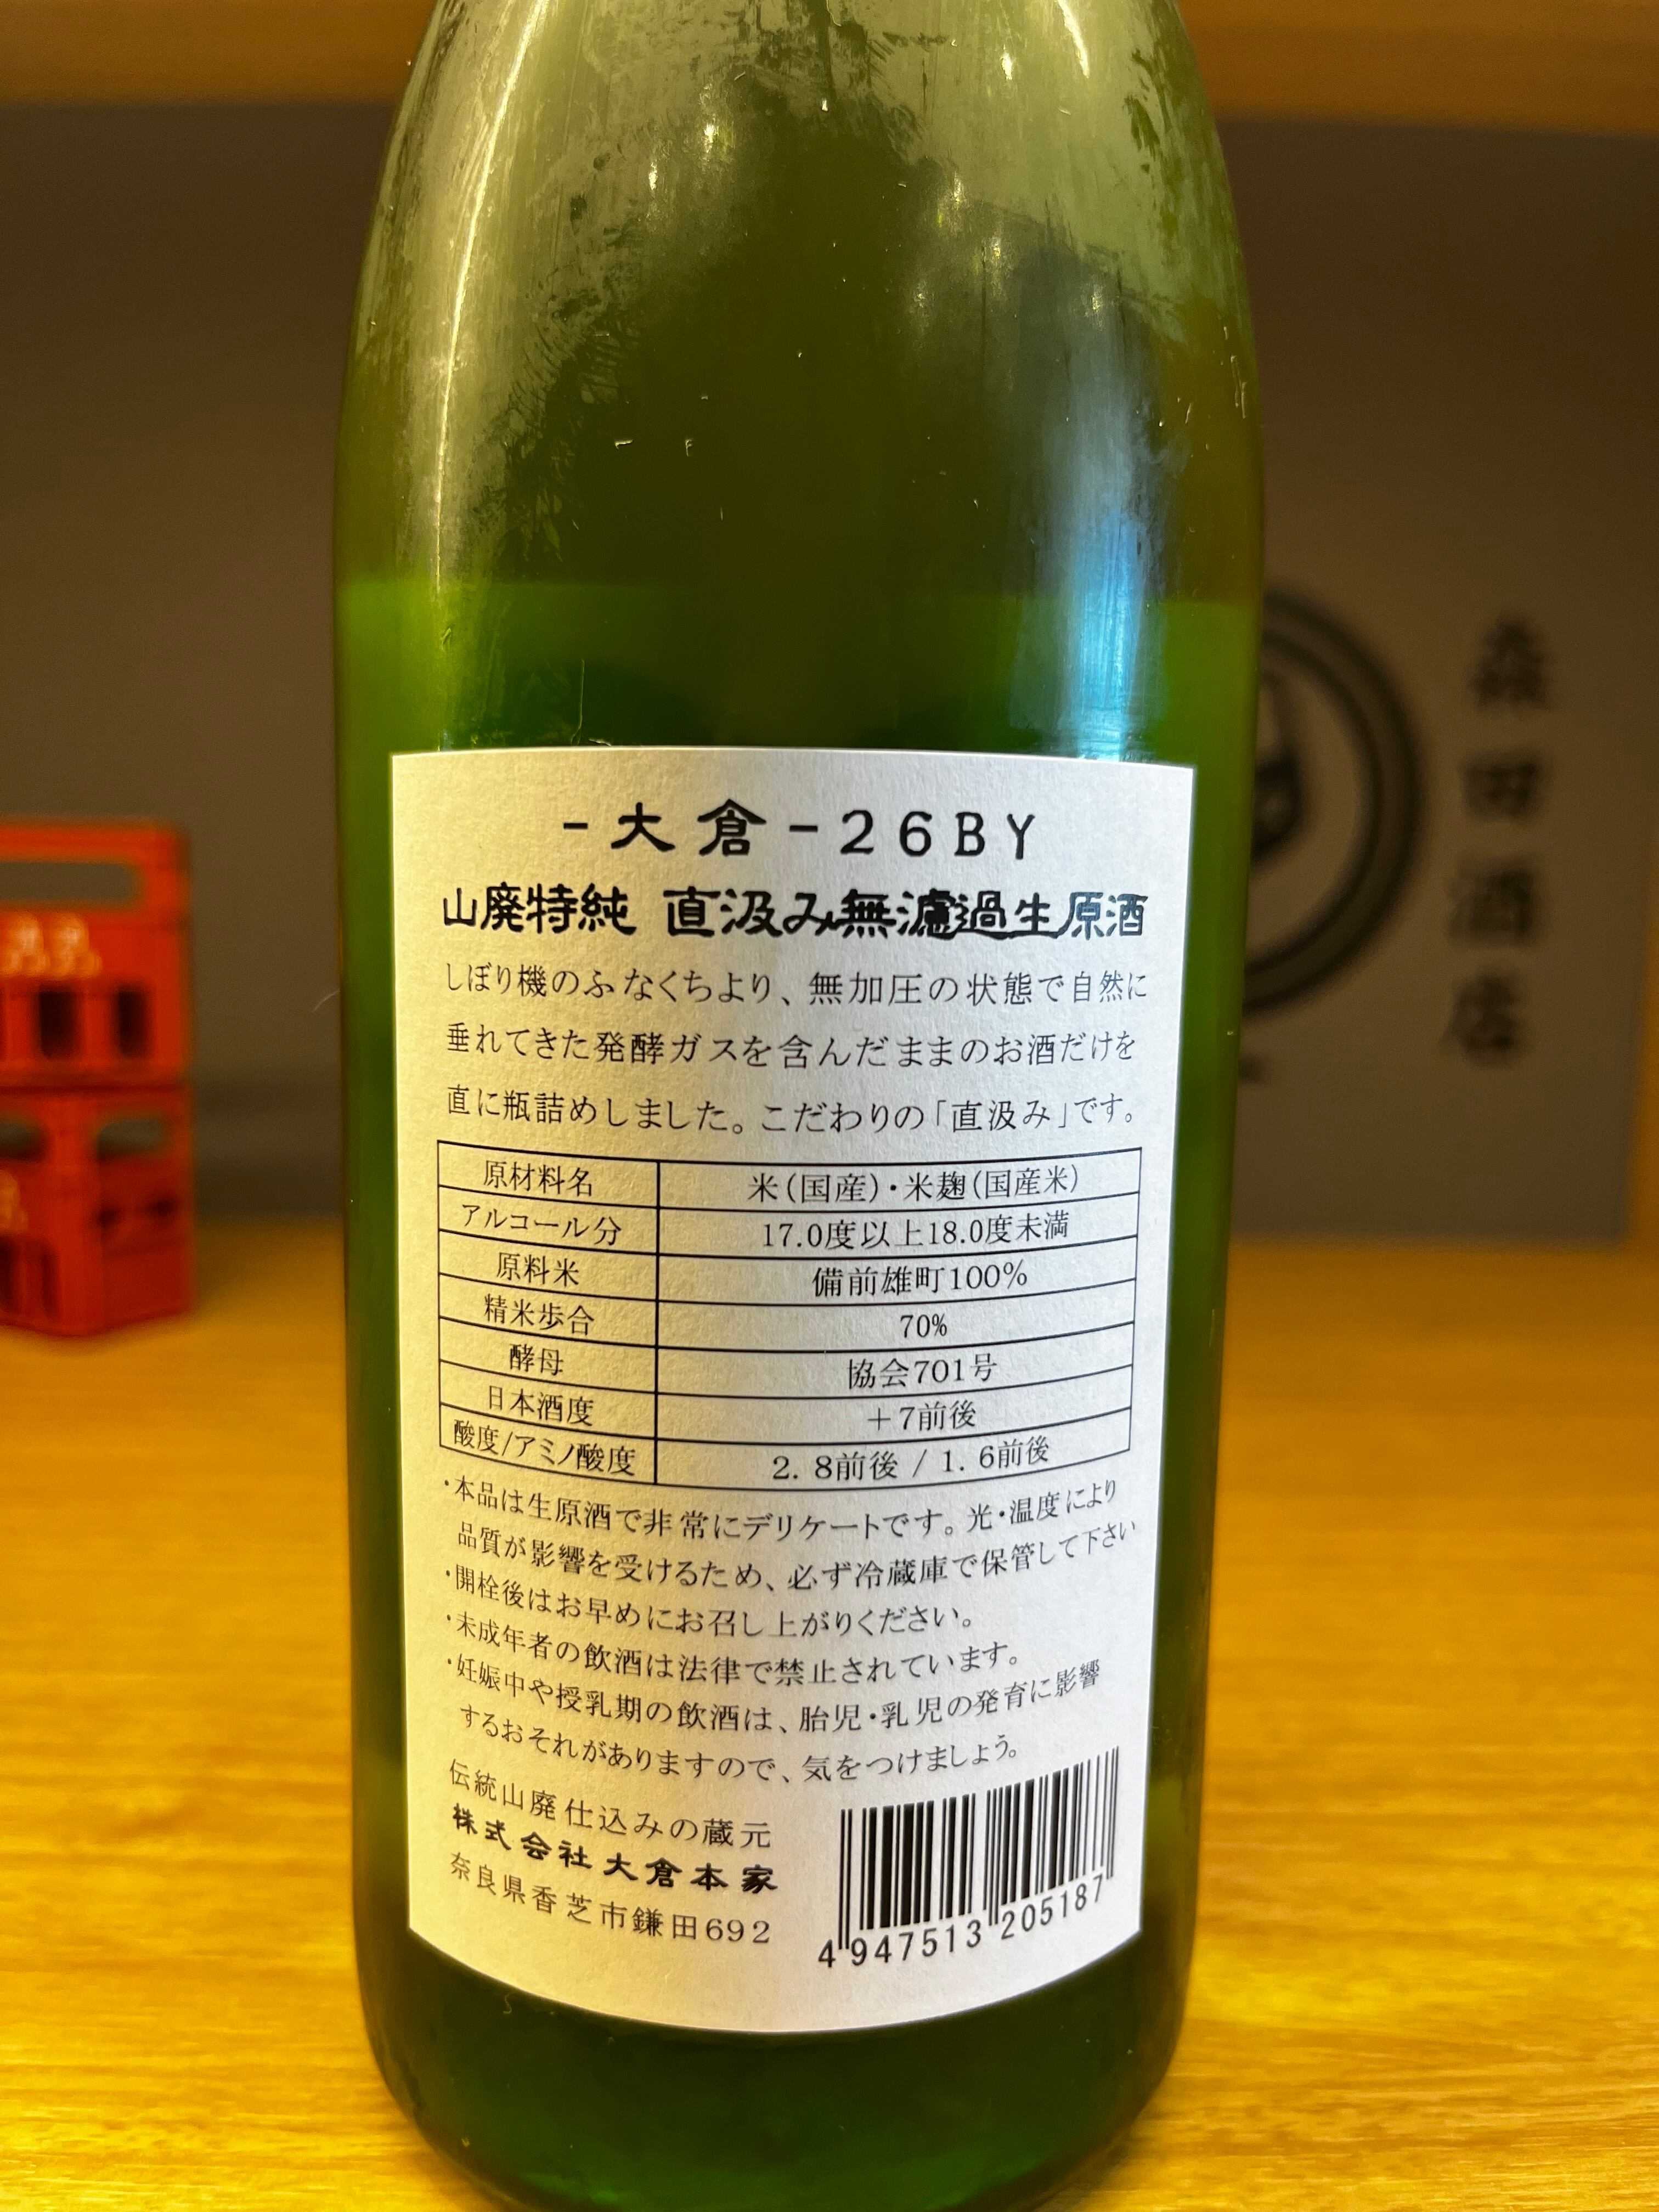 -大倉-26BY
山廃特純 直汲み無濾過生原酒
しぼり機のふなくちより、無加圧の状態で自然に
垂れてきた発酵ガスを含んだままのお酒だけを
直に瓶詰めしました。こだわりの「直汲み」です。
原材料名 米(国産)・米麹(国産米)
アルコール分 17.0度以上18.0度未満
原料米 備前雄町100%
精米歩合 70%
酵母 協会701号
日本酒度 +7前後
酸度/アミノ酸度 2.8前後 / 1.6前後
・本品は生原酒で非常にデリケートです。光・温度により
品質が影響を受けるため、必ず冷蔵庫で保管して下さい
・開栓後はお早めにお召し上がりください。
・未成年者の飲酒は法律で禁止されています。
・妊娠中や授乳期の飲酒は、胎児・乳児の発育に影響
するおそれがありますので、気をつけましょう。
伝統山廃仕込みの蔵元
株式会社大倉本家
奈良県香芝市鎌田692
4947513205187
森田酒店